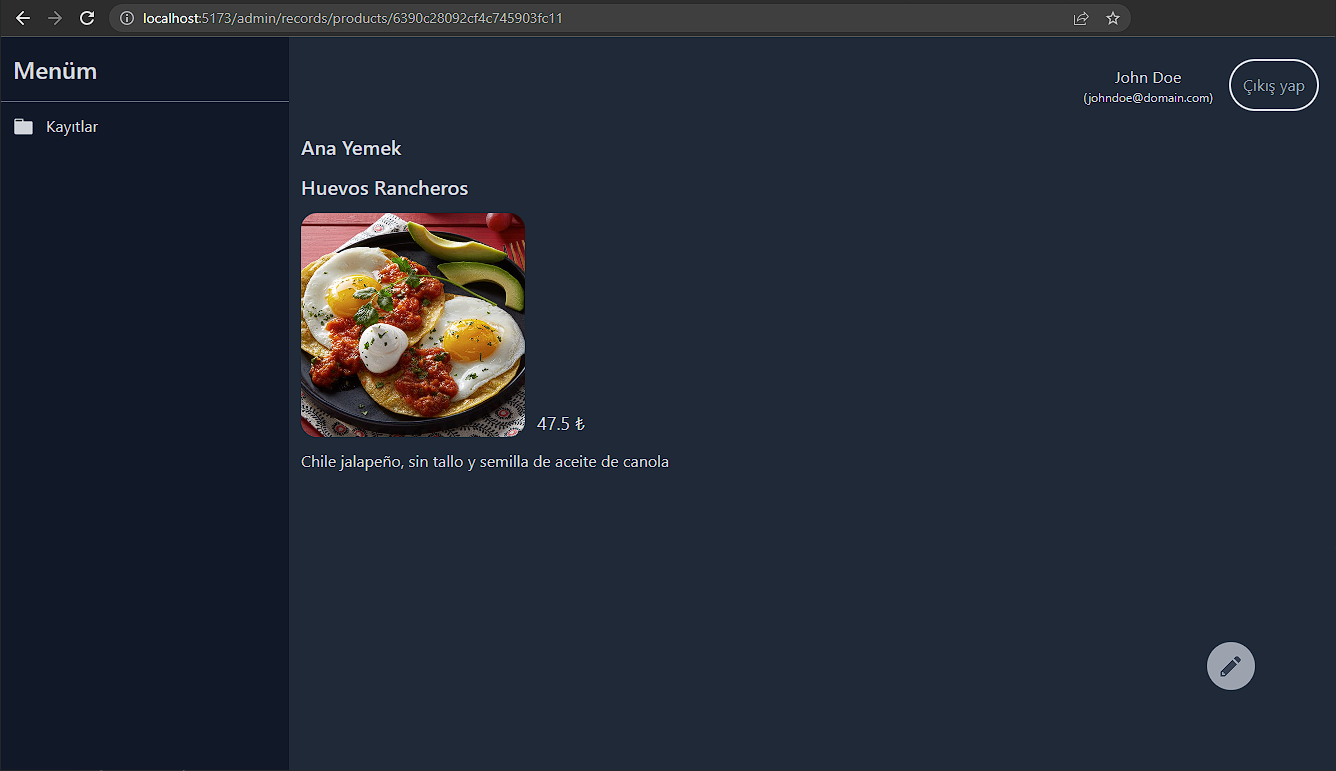 localhost:5173/admin/records/products/6390c28092cf4c745903fc11
Menüm
Kayıtlar
John Doe
(johndoe@domain.com)
Çıkış yap
Ana Yemek
Huevos Rancheros
47.5 ₺
Chile jalapeño, sin tallo y semilla de aceite de canola